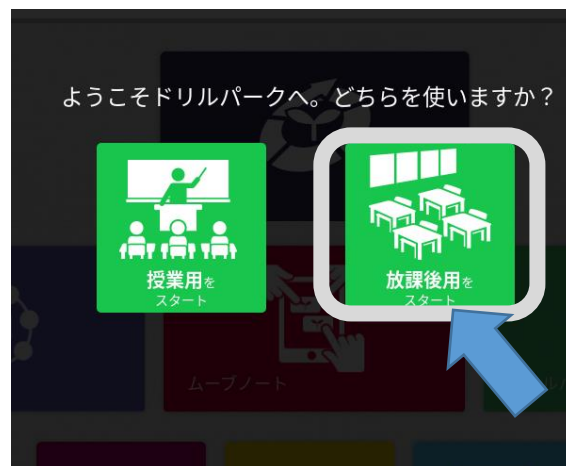 ようこそドリルパークへ。どちらを使いますか？
授業用を
スタート
放課後用を
スタート
ムーブノート